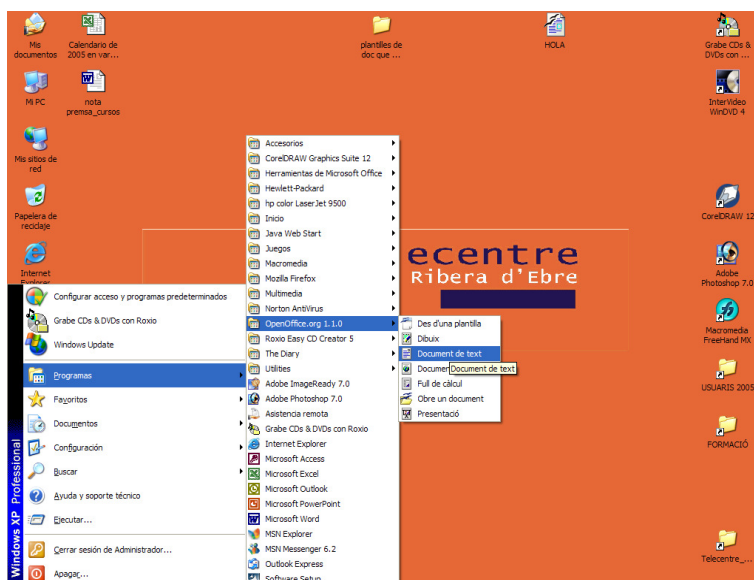 Mis
documentos
Calendario de
2005 en var...
plantilles de
doc que ...
HOLA
Grabe CDs &
DVDs con ...
Mi PC
nota
premsa_cursos
InterVideo
WinDVD 4
Mis sitios de
red
Papelera de
reciclaje
CorelDRAW 12
Internet
Explorer
Adobe
Photoshop 7.0
Macromedia
FreeHand MX
USUARIS 2005
FORMACIÓ
Telecentre_...
ecentre
Ribera d'Ebre
Windows XP Professional
Configurar acceso y programas predeterminados
Grabe CDs & DVDs con Roxio
Windows Update
Programas
Favoritos
Documentos
Configuración
Buscar
Ayuda y soporte técnico
Ejecutar...
Cerrar sesión de Administrador...
Apagar...
Accesorios
CorelDRAW Graphics Suite 12
Herramientas de Microsoft Office
Hewlett-Packard
hp color LaserJet 9500
Inicio
Java Web Start
Juegos
Macromedia
Mozilla Firefox
Multimedia
Norton AntiVirus
OpenOffice.org 1.1.0
Roxio Easy CD Creator 5
The Diary
Utilities
Adobe ImageReady 7.0
Adobe Photoshop 7.0
Asistencia remota
Grabe CDs & DVDs con Roxio
Internet Explorer
Microsoft Access
Microsoft Excel
Microsoft Outlook
Microsoft PowerPoint
Microsoft Word
MSN Explorer
MSN Messenger 6.2
Outlook Express
Software Setup
Des d'una plantilla
Dibuix
Document de text
Documen
Document de text
Full de càlcul
Obre un document
Presentació